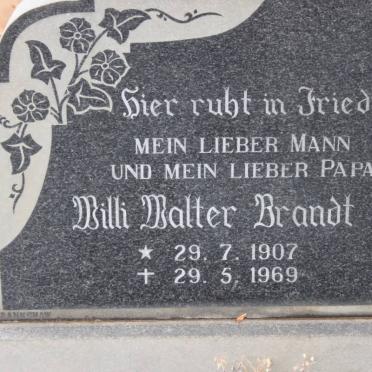 Hier ruht in Fried
MEIN LIEBER MANN
UND MEIN LIEBER PAPA
Willi Walter Brandt
★ 29. 7. 1907
✝ 29. 5. 1969